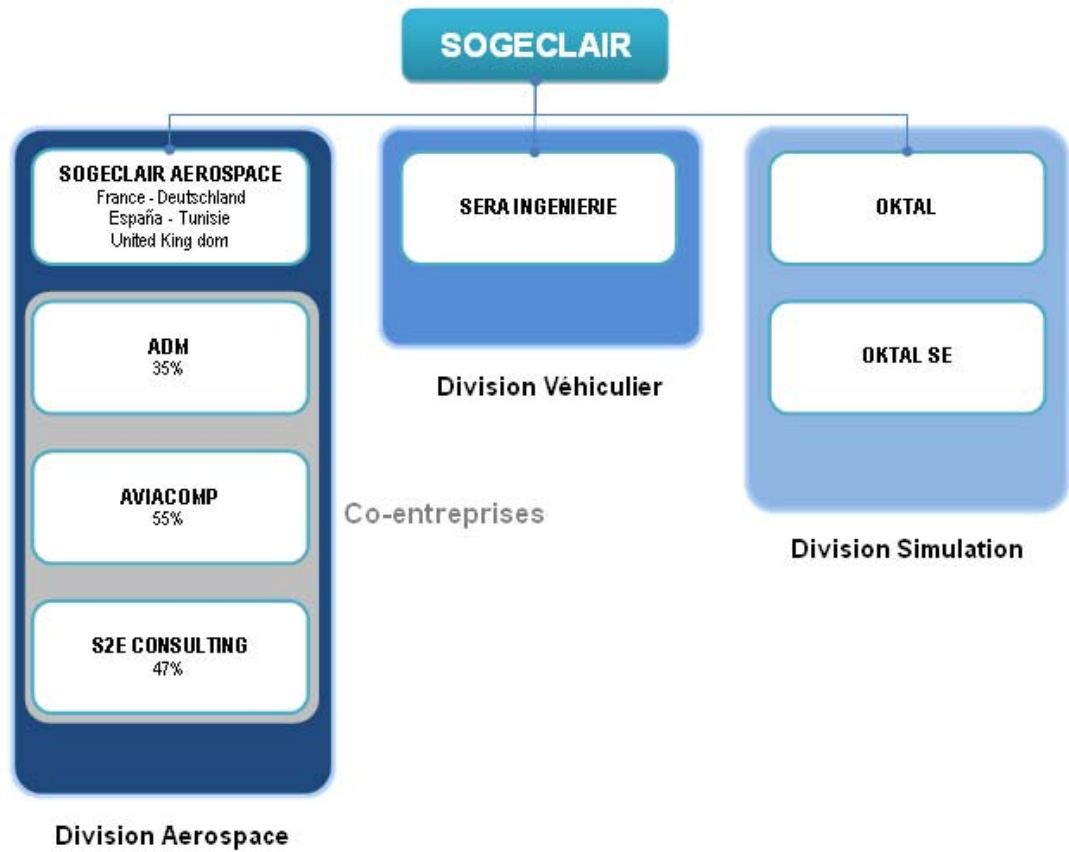 SOGECLAIR
SOGECLAIR AEROSPACE
France - Deutschland
España - Tunisie
United King dom
ADM
35%
AVIACOMP
55%
S2E CONSULTING
47%
Co-entreprises
Division Aerospace
SERA INGENIERIE
Division Véhiculier
OKTAL
OKTAL SE
Division Simulation